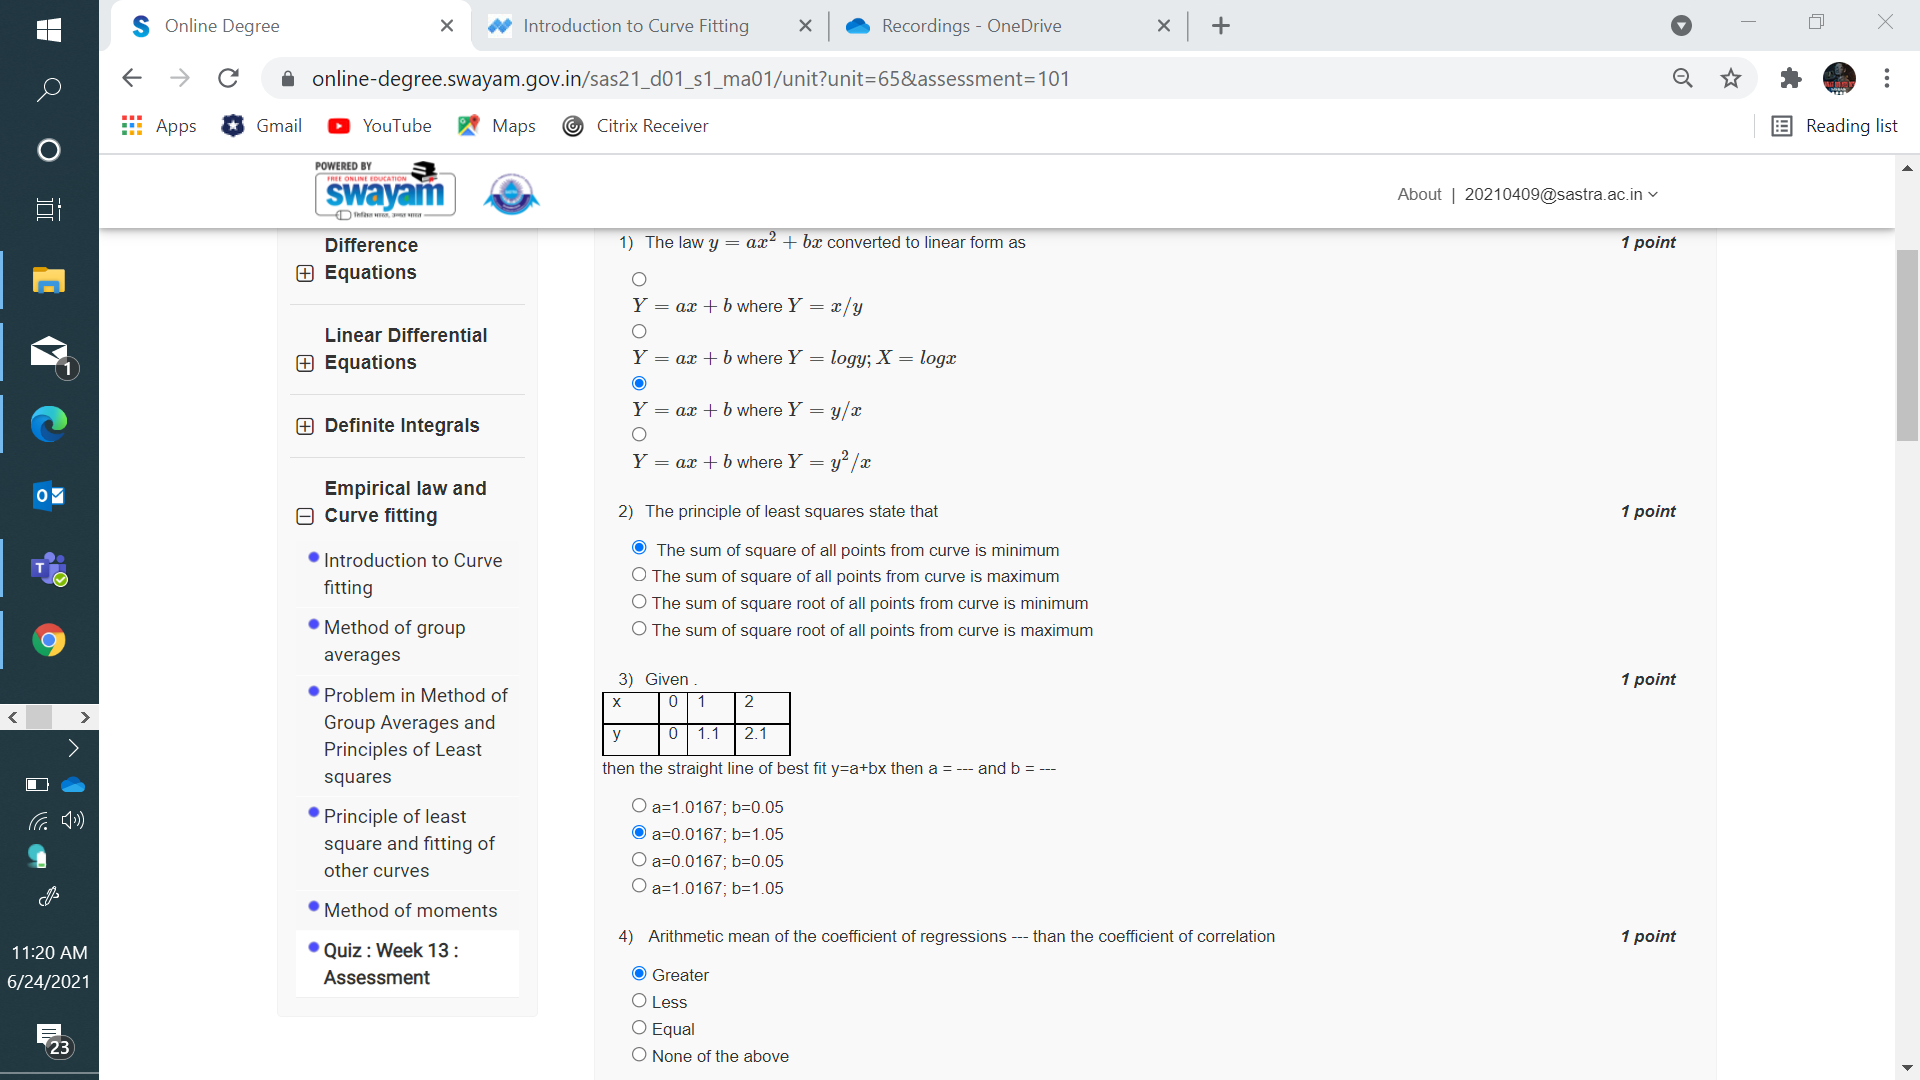 Online Degree
Introduction to Curve Fitting
Recordings - OneDrive
online-degree.swayam.gov.in/sas21_d01_s1_ma01/unit?unit=65&assessment=101
Apps
Gmail
YouTube
Maps
Citrix Receiver
Reading list
POWERED BY
FREE ONLINE EDUCATION
swayam
About | 20210409@sastra.ac.in
Difference
Equations
Linear Differential
Equations
Definite Integrals
Empirical law and
Curve fitting
Introduction to Curve
fitting
Method of group
averages
Problem in Method of
Group Averages and
Principles of Least
squares
Principle of least
square and fitting of
other curves
Method of moments
Quiz : Week 13 :
Assessment
1) The law y = ax² + bx converted to linear form as 1 point
Y = ax + b where Y = x/y
Y = ax + b where Y = logy; X = logx
Y = ax + b where Y = y/x
Y = ax + b where Y = y²/x
2) The principle of least squares state that 1 point
The sum of square of all points from curve is minimum
The sum of square of all points from curve is maximum
The sum of square root of all points from curve is minimum
The sum of square root of all points from curve is maximum
3) Given . 1 point
x 0 1 2
y 0 1.1 2.1
then the straight line of best fit y=a+bx then a = --- and b = ---
a=1.0167; b=0.05
a=0.0167; b=1.05
a=0.0167; b=0.05
a=1.0167; b=1.05
4) Arithmetic mean of the coefficient of regressions --- than the coefficient of correlation 1 point
Greater
Less
Equal
None of the above
1
11:20 AM
6/24/2021
23